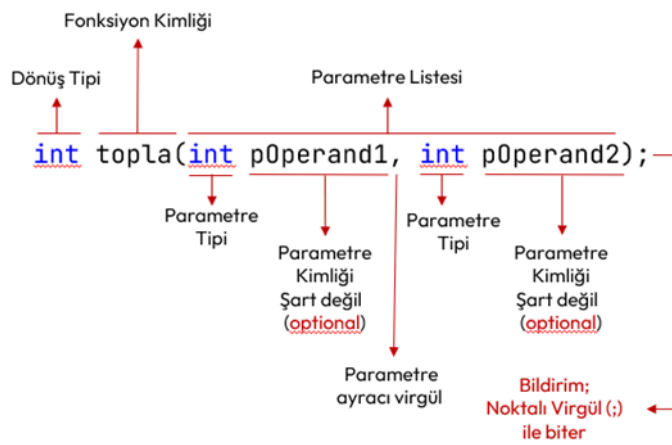 Fonksiyon Kimliği
Dönüş Tipi
Parametre Listesi
int topla(int pOperand1, int pOperand2);
Parametre
Tipi
Parametre
Kimliği
Şart değil
(optional)
Parametre
Tipi
Parametre
Kimliği
Şart değil
(optional)
Parametre
ayracı virgül
Bildirim;
Noktalı Virgül (;)
ile biter